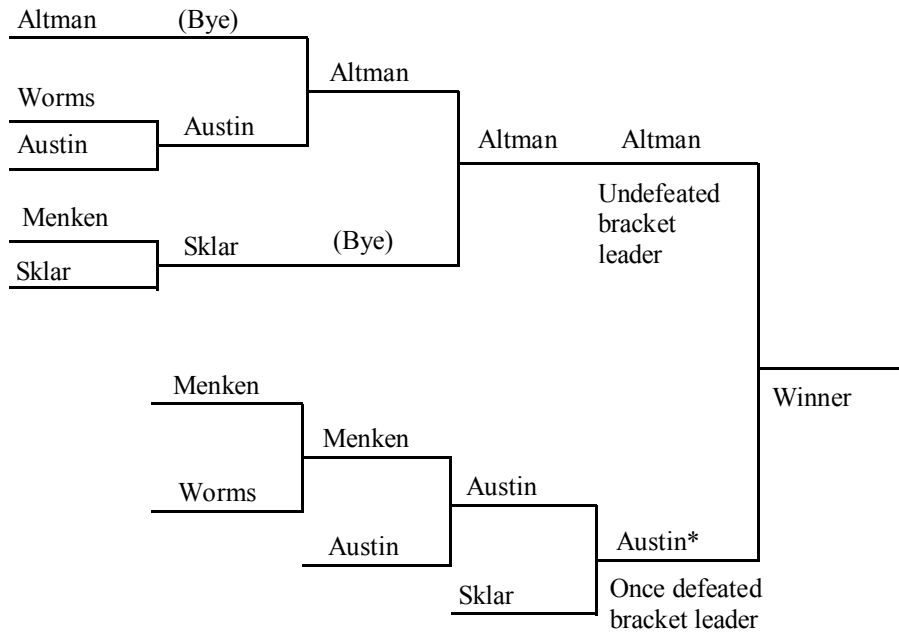 Altman (Bye)
Altman
Worms
Austin
Austin
Altman Altman
Undefeated
bracket
leader
Menken
Sklar (Bye)
Sklar
Menken
Winner
Menken
Worms
Austin
Austin
Austin*
Sklar
Once defeated
bracket leader